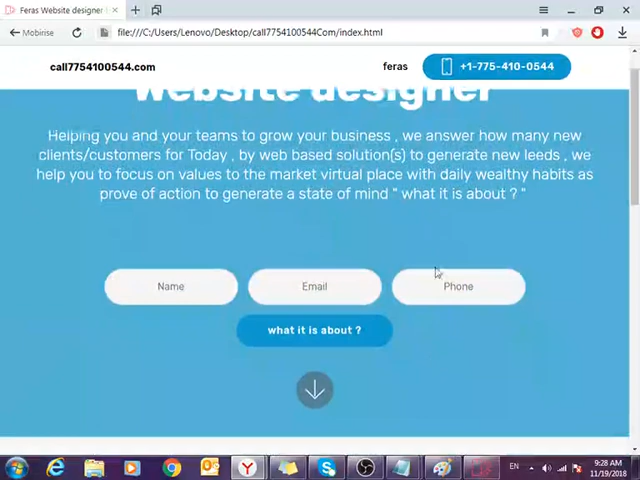 Feras Website designer (
Mobirise
file:///C:/Users/Lenovo/Desktop/call7754100544Com/index.html
call7754100544.com
feras
+1-775-410-0544
website designer
Helping you and your teams to grow your business , we answer how many new
clients/customers for Today , by web based solution(s) to generate new leeds , we
help you to focus on values to the market virtual place with daily wealthy habits as
prove of action to generate a state of mind " what it is about ? "
Name
Email
Phone
what it is about ?
EN
9:28 AM
11/19/2018